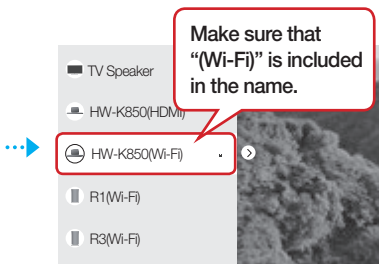 Make sure that
“(Wi-Fi)” is included
in the name.
TV Speaker
HW-K850(HDMI)
HW-K850(Wi-Fi)
R1(Wi-Fi)
R3(Wi-Fi)